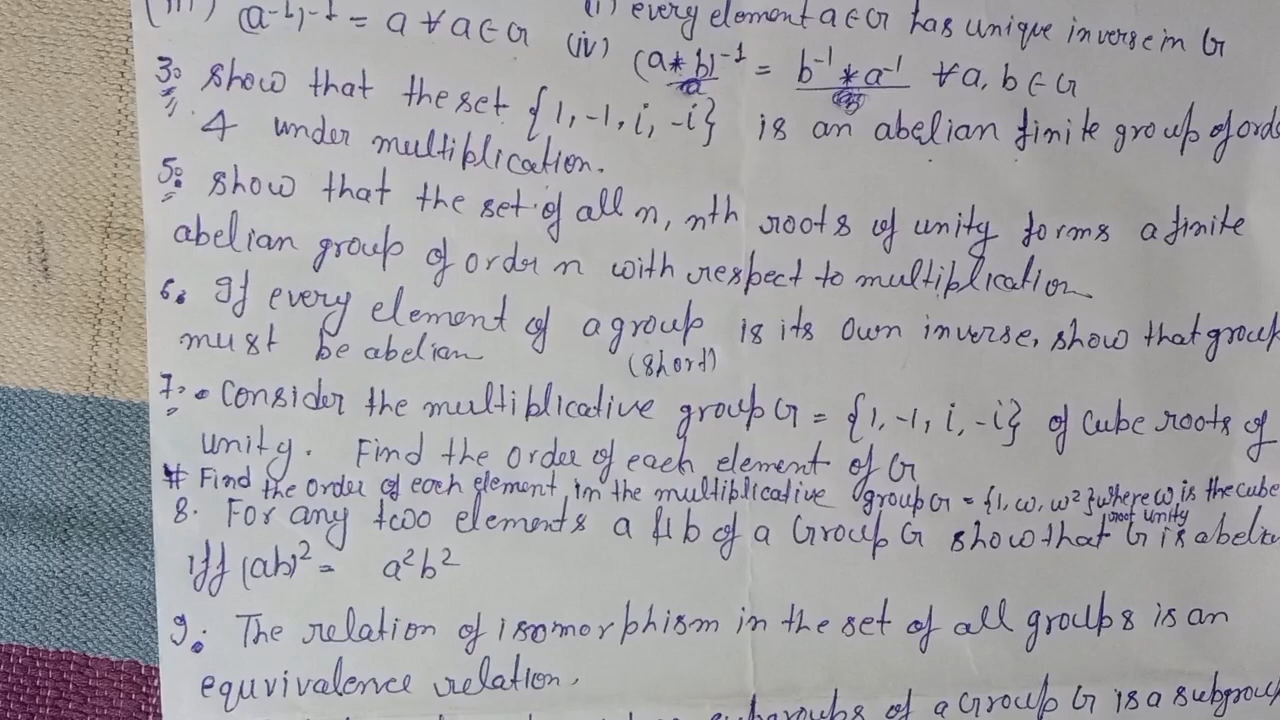 (iii) (a⁻¹)⁻¹ = a ∀ a ∈ G (i) every element a ∈ G has unique inverse in G
(iv) (a * b)⁻¹ = b⁻¹ * a⁻¹ ∀ a, b ∈ G
3: show that the set {1, -1, i, -i} is an abelian finite group of ord
4 under multiplication.
5: show that the set of all n, nth roots of unity forms a finite
abelian group of order n with respect to multiplication
6. If every element of a group is its own inverse, show that group
must be abelian (short)
7. Consider the multiplicative group G = {1, -1, i, -i} of cube roots of
unity. Find the order of each element of G
# Find the order of each element in the multiplicative group G = {1, ω, ω²} where ω is the cube
root unity
8. For any two elements a & b of a Group G show that G is abelia
iff (ab)² = a²b²
9. The relation of isomorphism in the set of all groups is an
equvivalence relation.
subgroups of a Group G is a subgroup